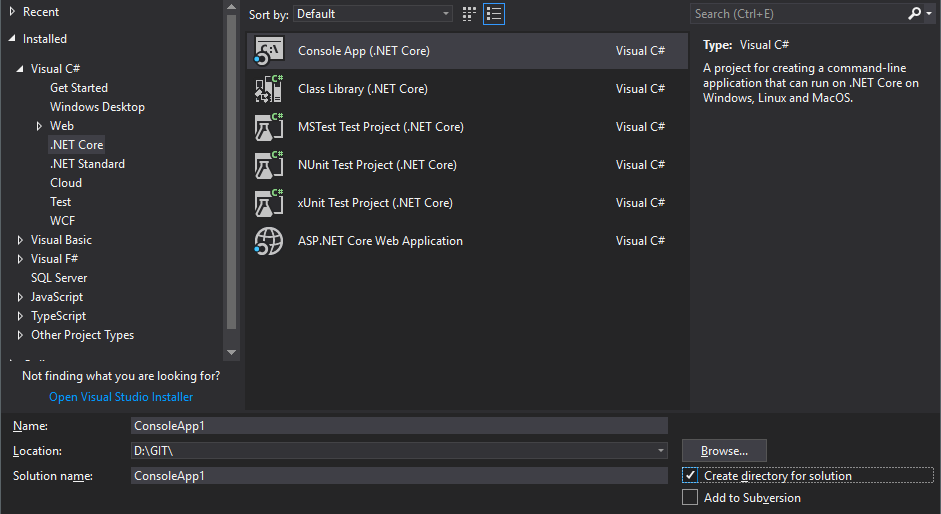 Recent
Installed
Visual C#
Get Started
Windows Desktop
Web
.NET Core
.NET Standard
Cloud
Test
WCF
Visual Basic
Visual F#
SQL Server
JavaScript
TypeScript
Other Project Types
Not finding what you are looking for?
Open Visual Studio Installer
Sort by: Default
C:\ Console App (.NET Core) Visual C#
C# Class Library (.NET Core) Visual C#
C# MSTest Test Project (.NET Core) Visual C#
C# NUnit Test Project (.NET Core) Visual C#
C# xUnit Test Project (.NET Core) Visual C#
ASP.NET Core Web Application Visual C#
Search (Ctrl+E)
Type: Visual C#
A project for creating a command-line
application that can run on .NET Core on
Windows, Linux and MacOS.
Name: ConsoleApp1
Location: D:\GIT\ Browse...
Solution name: ConsoleApp1
Create directory for solution
Add to Subversion